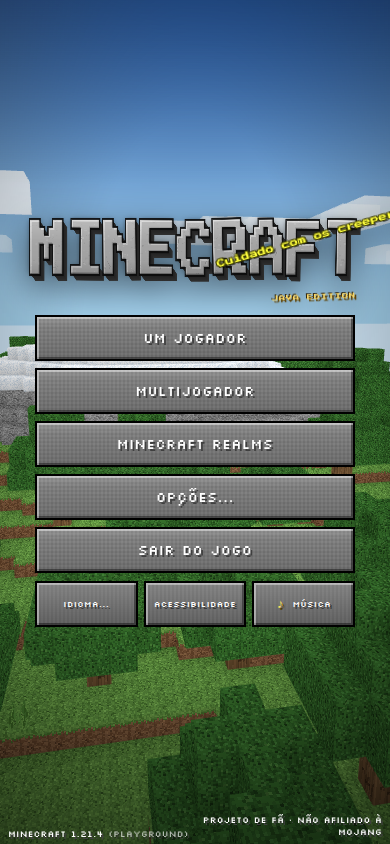 MINECRAFT
Cuidado com os creeper
JAVA EDITION
UM JOGADOR
MULTIJOGADOR
MINECRAFT REALMS
OPÇÕES...
SAIR DO JOGO
IDIOMA...
ACESSIBILIDADE
♪ MÚSICA
MINECRAFT 1.21.4 (PLAYGROUND)
PROJETO DE FÃ · NÃO AFILIADO À
MOJANG